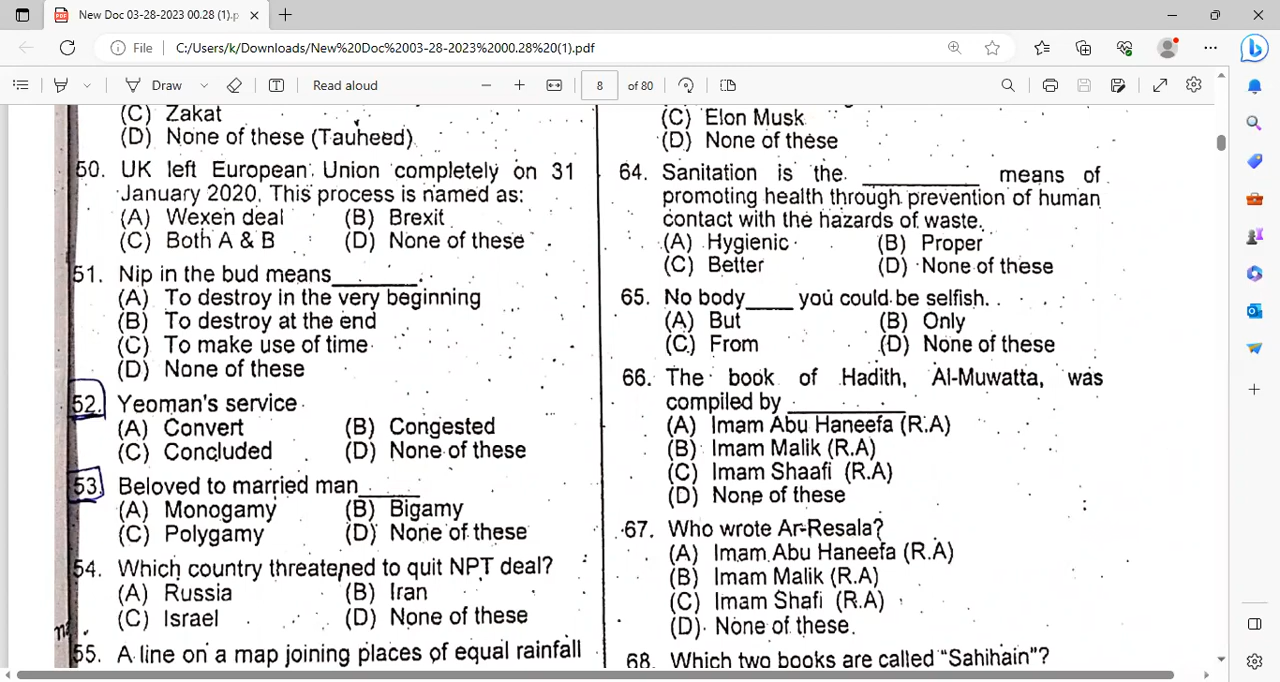 New Doc 03-28-2023 00.28 (1).p
File
C:/Users/k/Downloads/New%20Doc%2003-28-2023%2000.28%20(1).pdf
Draw
Read aloud
8
of 80
(C) Zakat
(D) None of these (Tauheed)
50. UK left European Union completely on 31
January 2020. This process is named as:
(A) Wexen deal (B) Brexit
(C) Both A & B (D) None of these
51. Nip in the bud means________.
(A) To destroy in the very beginning
(B) To destroy at the end
(C) To make use of time
(D) None of these
52. Yeoman's service
(A) Convert (B) Congested
(C) Concluded (D) None of these
53. Beloved to married man_____
(A) Monogamy (B) Bigamy
(C) Polygamy (D) None of these
54. Which country threatened to quit NPT deal?
(A) Russia (B) Iran
(C) Israel (D) None of these
55. A line on a map joining places of equal rainfall
(C) Elon Musk
(D) None of these
64. Sanitation is the __________ means of
promoting health through prevention of human
contact with the hazards of waste.
(A) Hygienic (B) Proper
(C) Better (D) None of these
65. No body____ you could be selfish.
(A) But (B) Only
(C) From (D) None of these
66. The book of Hadith, Al-Muwatta, was
compiled by __________
(A) Imam Abu Haneefa (R.A)
(B) Imam Malik (R.A)
(C) Imam Shaafi (R.A)
(D) None of these
67. Who wrote Ar-Resala?
(A) Imam Abu Haneefa (R.A)
(B) Imam Malik (R.A)
(C) Imam Shafi (R.A)
(D) None of these.
68. Which two books are called "Sahihain"?